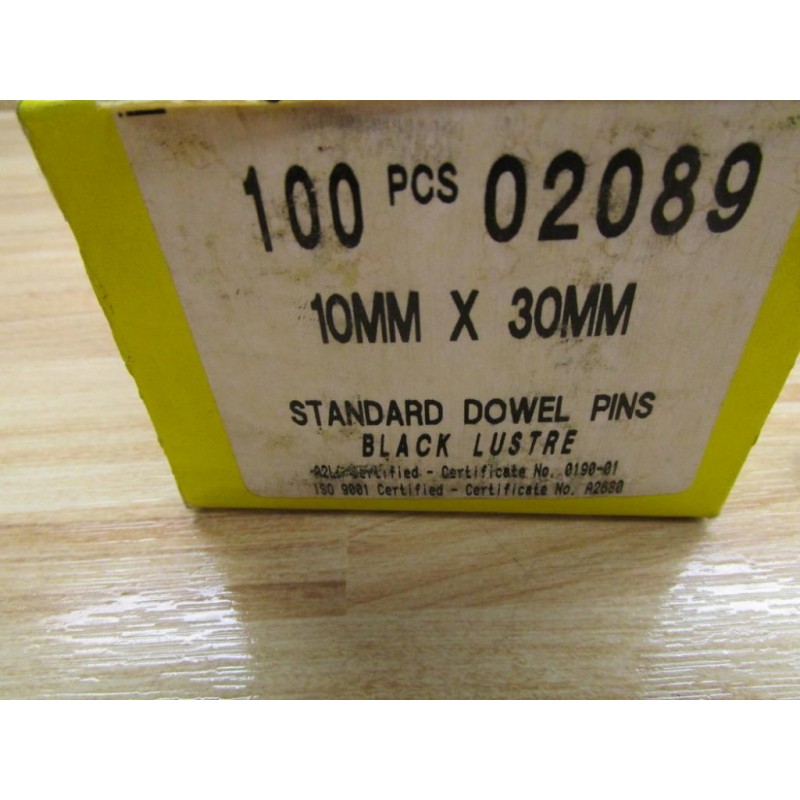 100 PCS 02089
10MM X 30MM
STANDARD DOWEL PINS
BLACK LUSTRE
Certified - Certificate No. 0190-01
ISO 9001 Certified - Certificate No. A2680